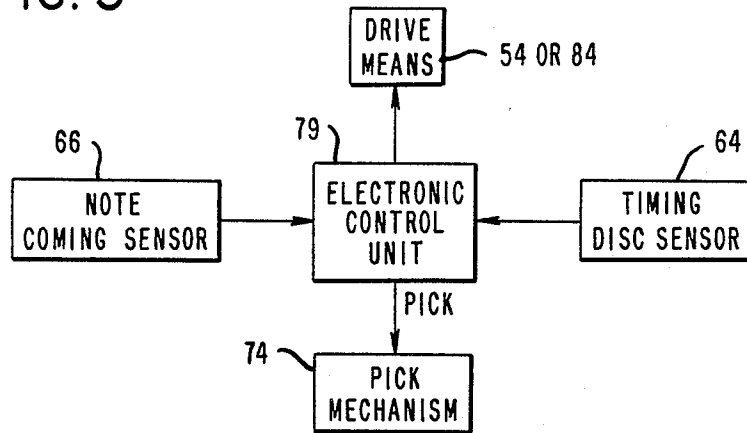 DRIVE
MEANS
54 OR 84
79
66
64
NOTE
COMING SENSOR
ELECTRONIC
CONTROL
UNIT
TIMING
DISC SENSOR
PICK
74
PICK
MECHANISM